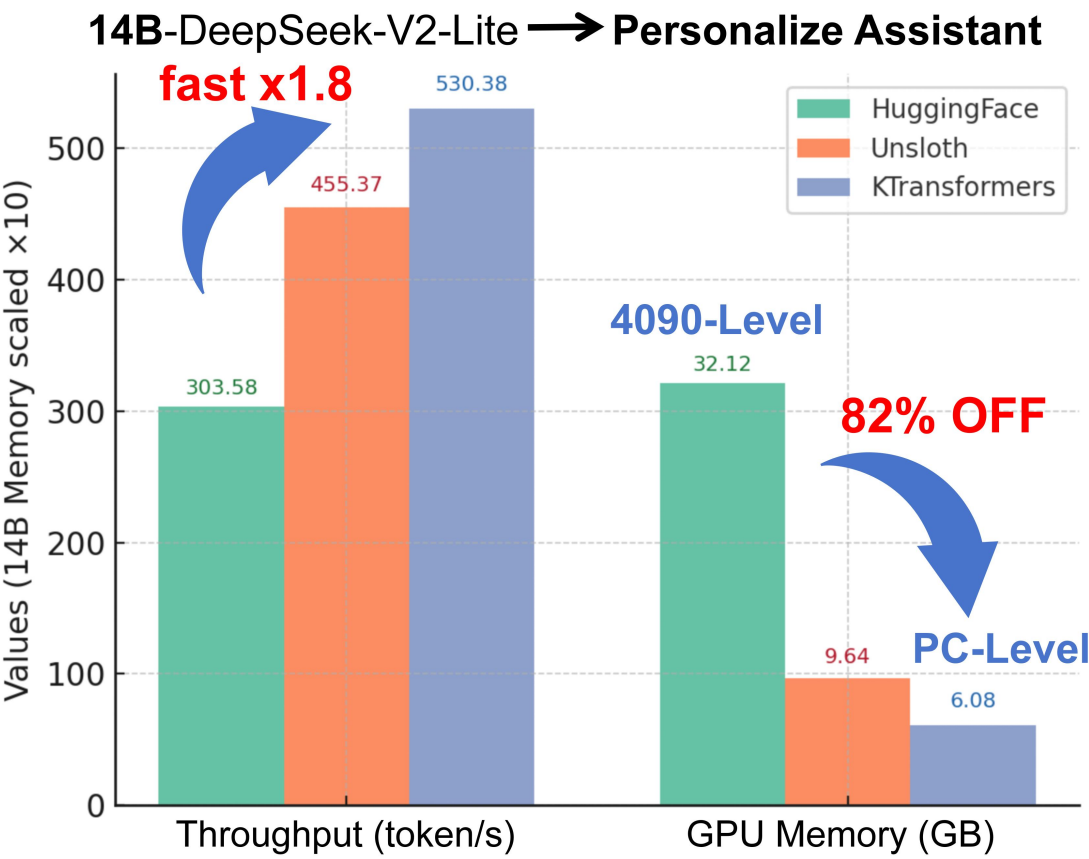 14B-DeepSeek-V2-Lite → Personalize Assistant
fast x1.8
530.38
HuggingFace
Unsloth
KTransformers
500
455.37
400
4090-Level
32.12
303.58
300
82% OFF
200
PC-Level
9.64
100
6.08
0
Values (14B Memory scaled ×10)
Throughput (token/s)
GPU Memory (GB)